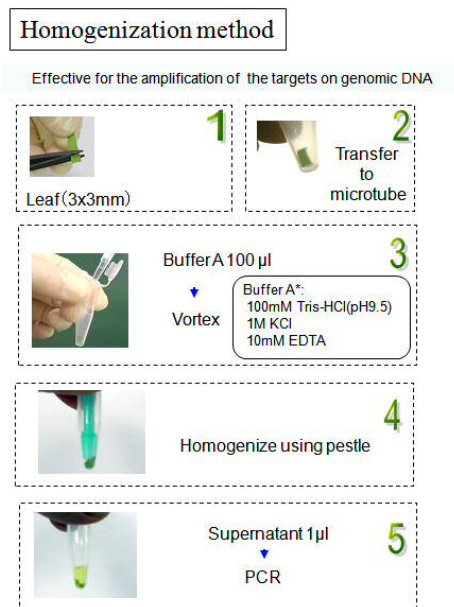 Homogenization method
Effective for the amplification of the targets on genomic DNA
1
Leaf(3x3mm)
2
Transfer
to
microtube
3
Buffer A 100 µl
Vortex
Buffer A*:
100mM Tris-HCl(pH9.5)
1M KCl
10mM EDTA
4
Homogenize using pestle
5
Supernatant 1µl
PCR